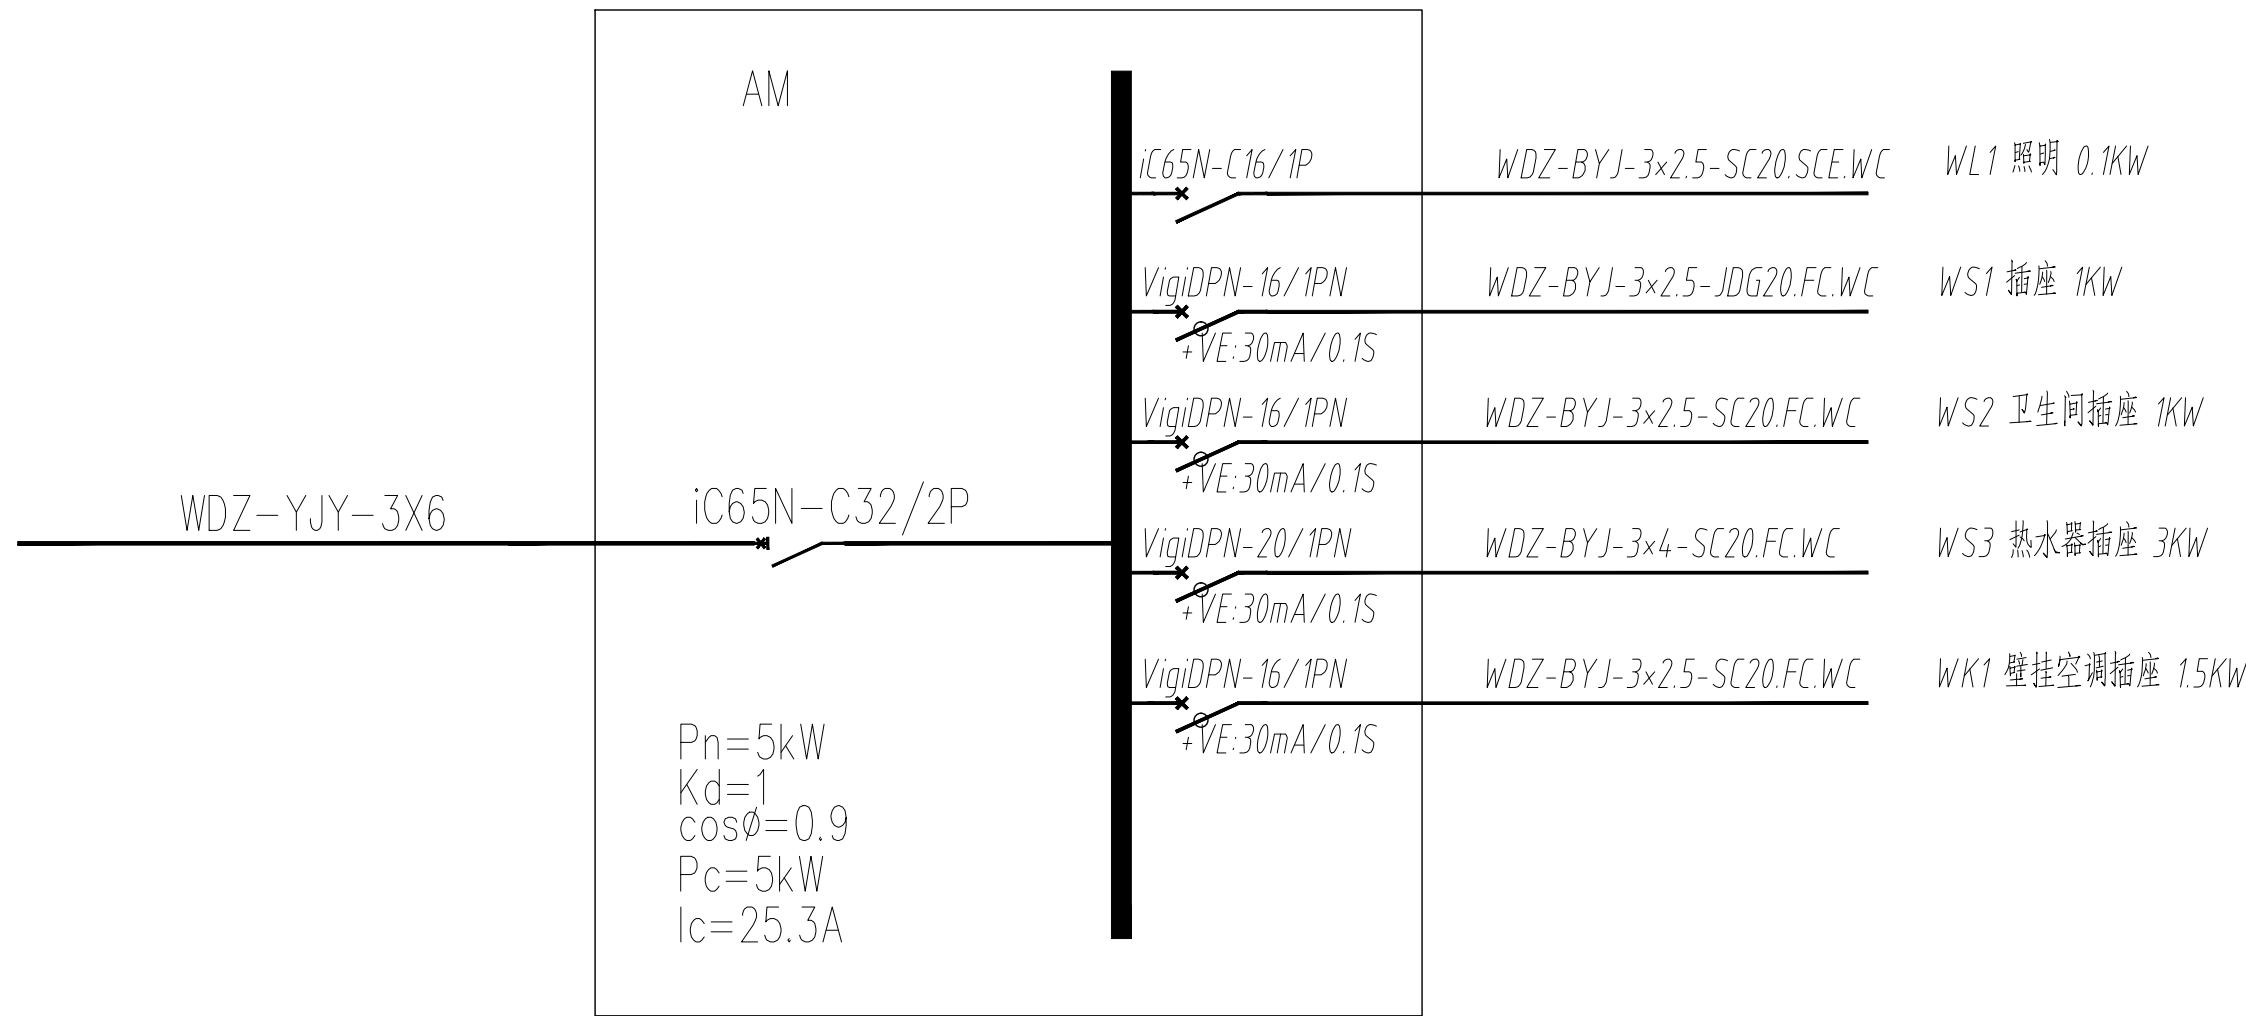 AM
iC65N-C16/1P WDZ-BYJ-3x2.5-SC20.SCE.WC WL1 照明 0.1KW
VigiDPN-16/1PN WDZ-BYJ-3x2.5-JDG20.FC.WC WS1 插座 1KW
+VE:30mA/0.1S
VigiDPN-16/1PN WDZ-BYJ-3x2.5-SC20.FC.WC WS2 卫生间插座 1KW
+VE:30mA/0.1S
WDZ-YJY-3X6 iC65N-C32/2P
VigiDPN-20/1PN WDZ-BYJ-3x4-SC20.FC.WC WS3 热水器插座 3KW
+VE:30mA/0.1S
VigiDPN-16/1PN WDZ-BYJ-3x2.5-SC20.FC.WC WK1 壁挂空调插座 1.5KW
+VE:30mA/0.1S
Pn=5kW
Kd=1
cosø=0.9
Pc=5kW
Ic=25.3A